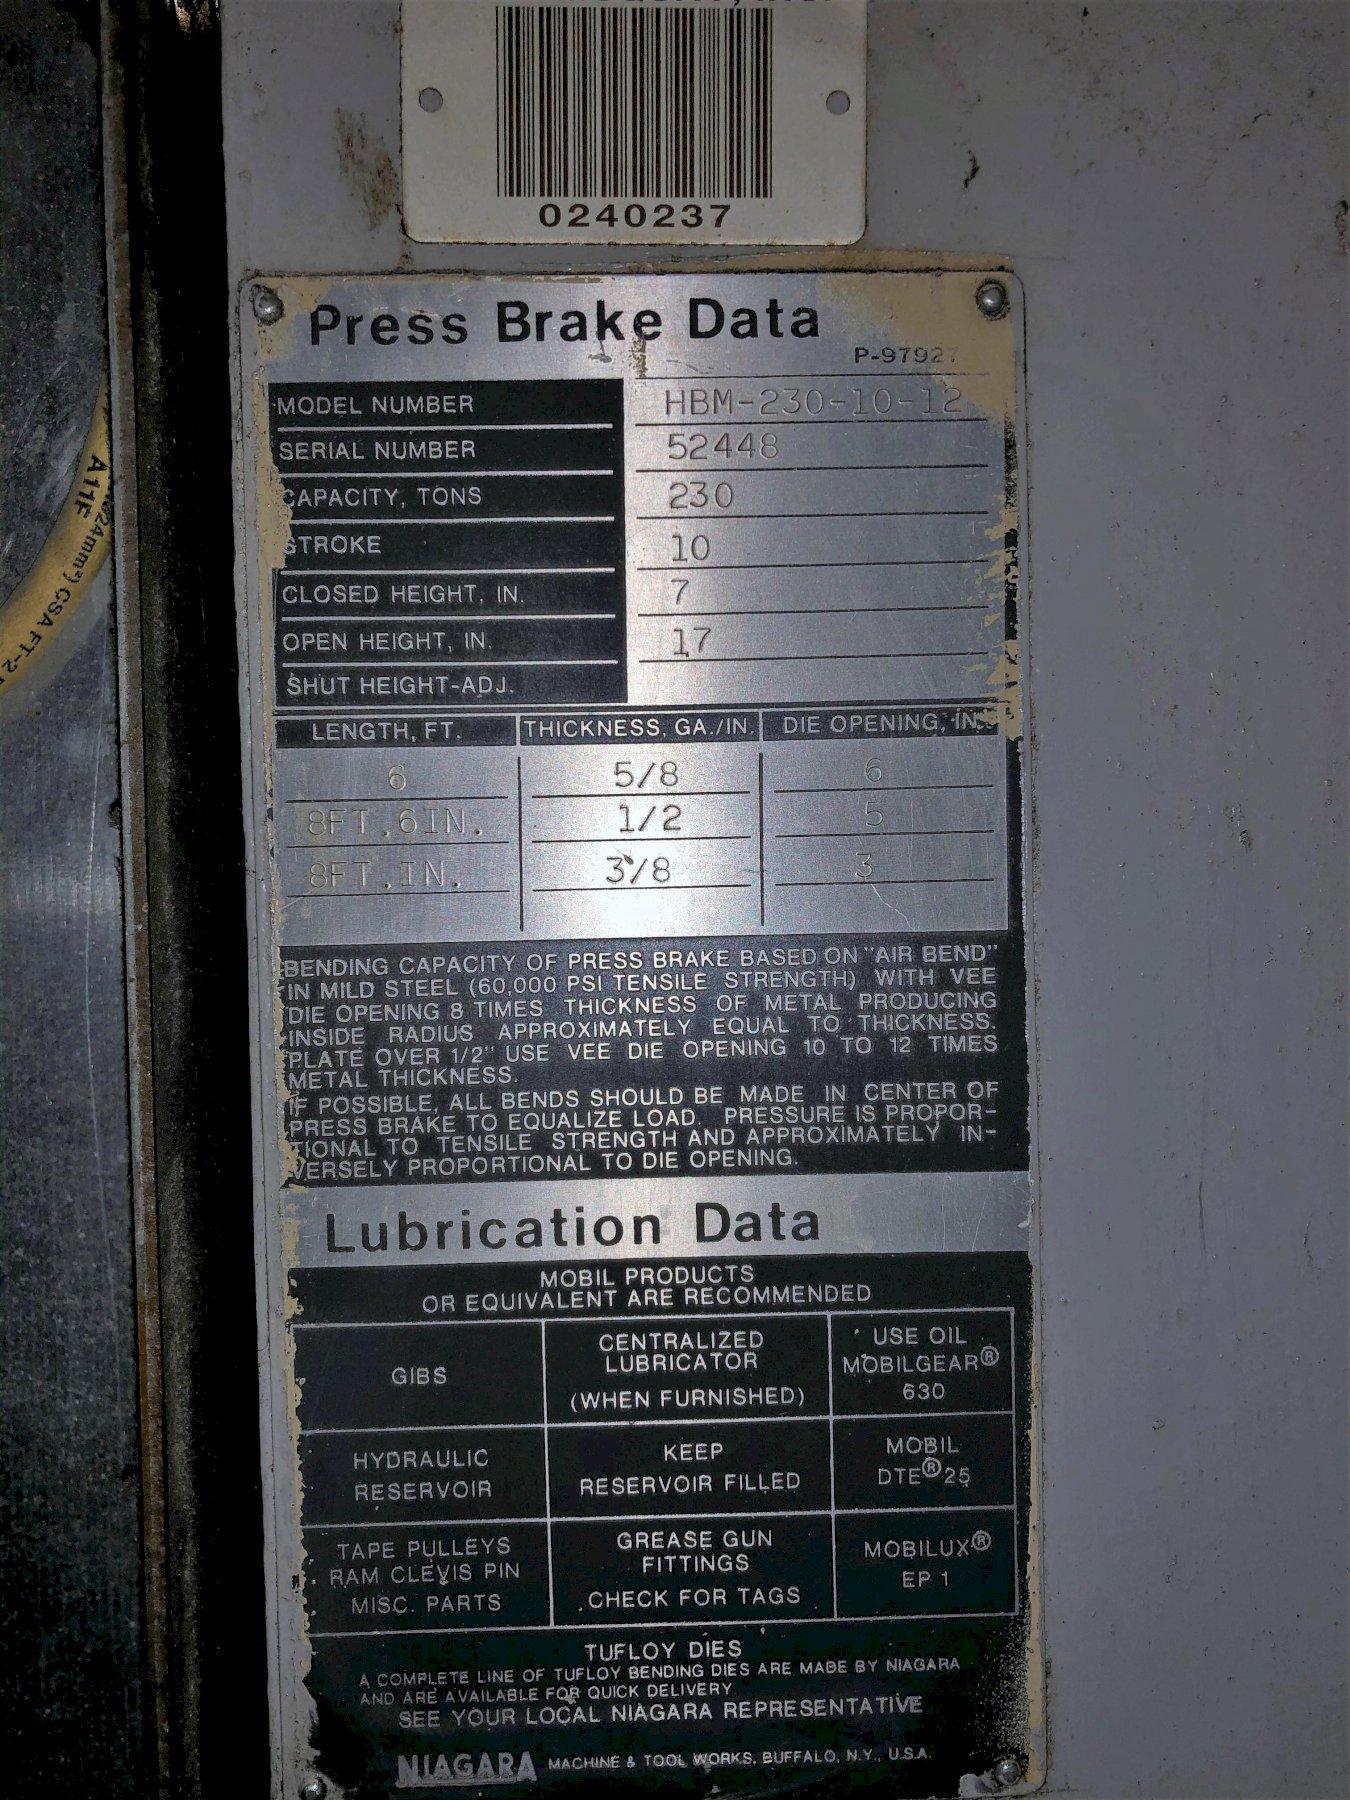 0240237
Press Brake Data
P-97927
MODEL NUMBER HBM-230-10-12
SERIAL NUMBER 52448
CAPACITY, TONS 230
STROKE 10
CLOSED HEIGHT, IN. 7
OPEN HEIGHT, IN. 17
SHUT HEIGHT-ADJ.
LENGTH, FT. THICKNESS, GA./IN. DIE OPENING, IN.
6 5/8 6
8FT.6IN. 1/2 5
8FT.IN. 3/8 3
BENDING CAPACITY OF PRESS BRAKE BASED ON "AIR BEND"
IN MILD STEEL (60,000 PSI TENSILE STRENGTH) WITH VEE
DIE OPENING 8 TIMES THICKNESS OF METAL PRODUCING
INSIDE RADIUS APPROXIMATELY EQUAL TO THICKNESS.
PLATE OVER 1/2" USE VEE DIE OPENING 10 TO 12 TIMES
METAL THICKNESS.
IF POSSIBLE, ALL BENDS SHOULD BE MADE IN CENTER OF
PRESS BRAKE TO EQUALIZE LOAD. PRESSURE IS PROPOR-
TIONAL TO TENSILE STRENGTH AND APPROXIMATELY IN-
VERSELY PROPORTIONAL TO DIE OPENING.
Lubrication Data
MOBIL PRODUCTS
OR EQUIVALENT ARE RECOMMENDED
GIBS
CENTRALIZED
LUBRICATOR
(WHEN FURNISHED)
USE OIL
MOBILGEAR®
630
HYDRAULIC
RESERVOIR
KEEP
RESERVOIR FILLED
MOBIL
DTE® 25
TAPE PULLEYS
RAM CLEVIS PIN
MISC. PARTS
GREASE GUN
FITTINGS
CHECK FOR TAGS
MOBILUX®
EP 1
TUFLOY DIES
A COMPLETE LINE OF TUFLOY BENDING DIES ARE MADE BY NIAGARA
AND ARE AVAILABLE FOR QUICK DELIVERY
SEE YOUR LOCAL NIAGARA REPRESENTATIVE
NIAGARA MACHINE & TOOL WORKS, BUFFALO, N.Y., U.S.A.
A11F
24mm²) CSA FT-2